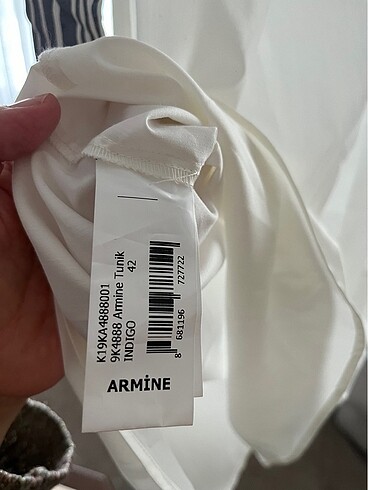 K19KA4888001
9K4888 Armine Tunik
42
INDIGO
8 681196 727722
ARMİNE